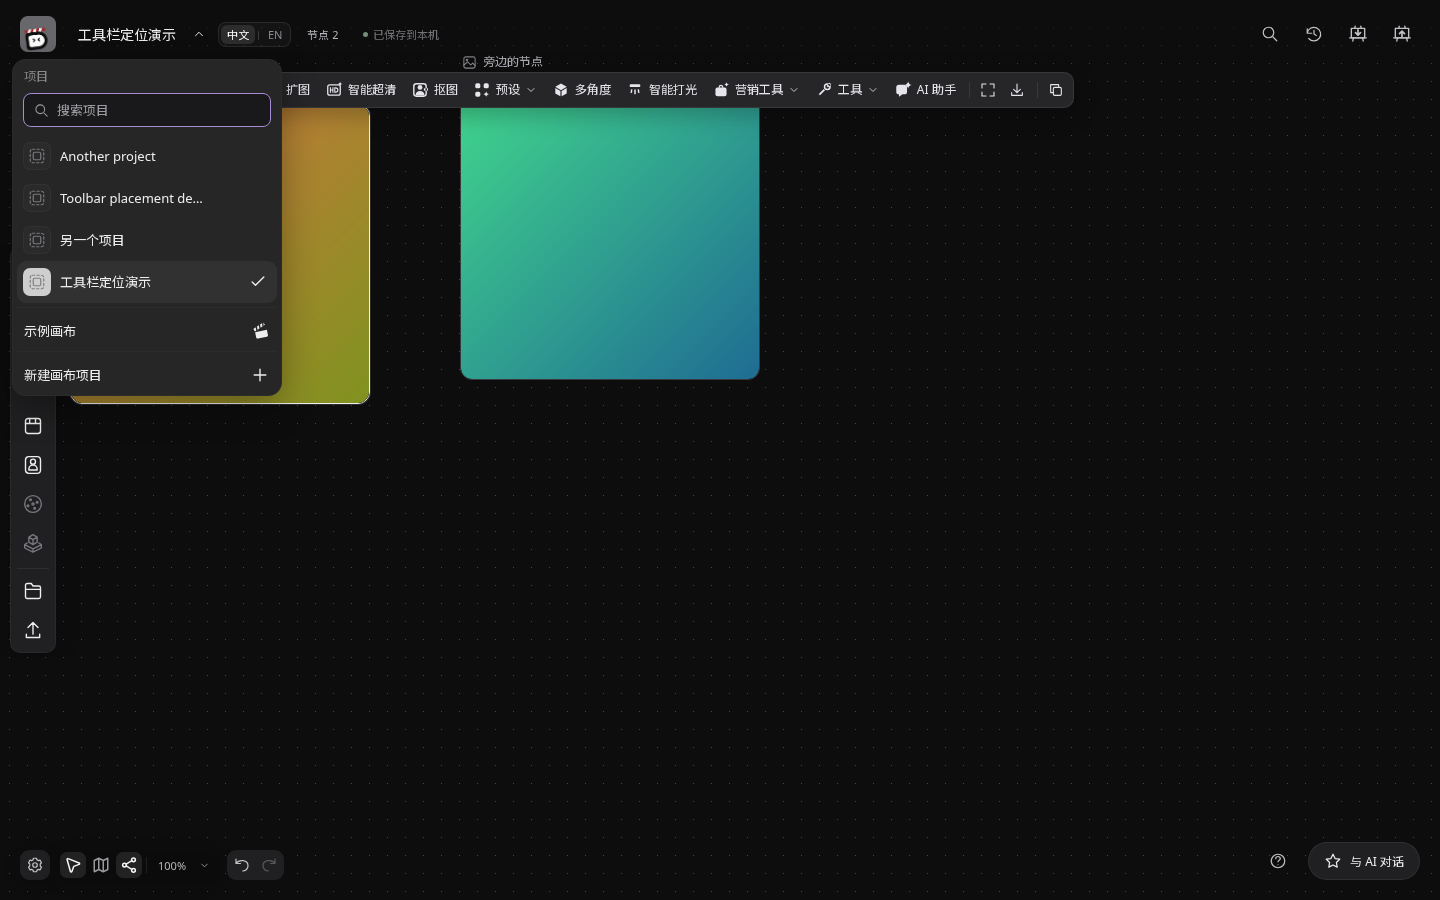 工具栏定位演示
中文
EN
节点 2
已保存到本机
旁边的节点
扩图
HD
智能超清
抠图
预设
多角度
智能打光
营销工具
工具
AI 助手
项目
搜索项目
Another project
Toolbar placement de...
另一个项目
工具栏定位演示
示例画布
新建画布项目
100%
与 AI 对话